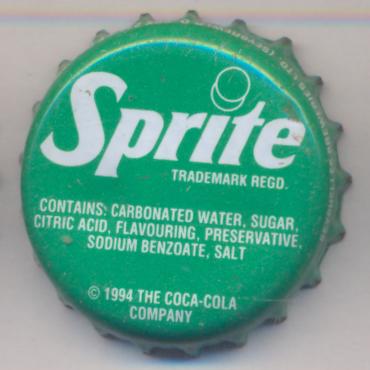 Sprite
TRADEMARK REGD.
CONTAINS: CARBONATED WATER, SUGAR,
CITRIC ACID, FLAVOURING, PRESERVATIVE,
SODIUM BENZOATE, SALT
© 1994 THE COCA-COLA
COMPANY